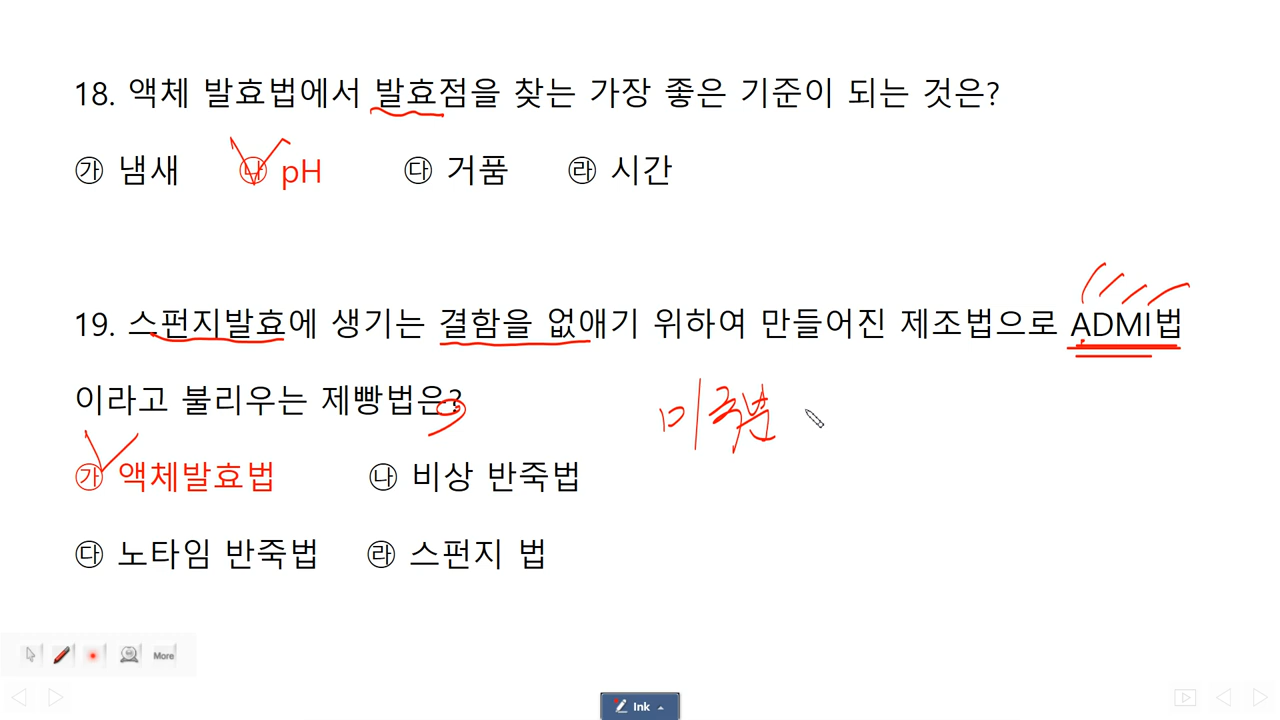 18. 액체 발효법에서 발효점을 찾는 가장 좋은 기준이 되는 것은?
㉮ 냄새 ㉯ pH ㉰ 거품 ㉱ 시간
19. 스펀지발효에 생기는 결함을 없애기 위하여 만들어진 제조법으로 ADMI법
이라고 불리우는 제빵법은?
미국분
㉮ 액체발효법 ㉯ 비상 반죽법
㉰ 노타임 반죽법 ㉱ 스펀지 법
More
Ink